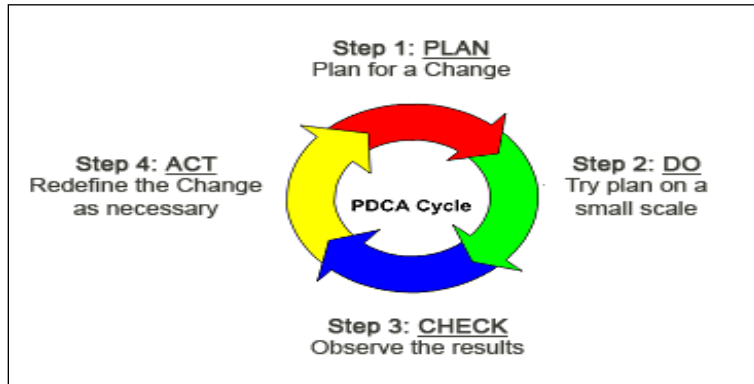 Step 1: PLAN
Plan for a Change
Step 2: DO
Try plan on a
small scale
Step 3: CHECK
Observe the results
Step 4: ACT
Redefine the Change
as necessary
PDCA Cycle